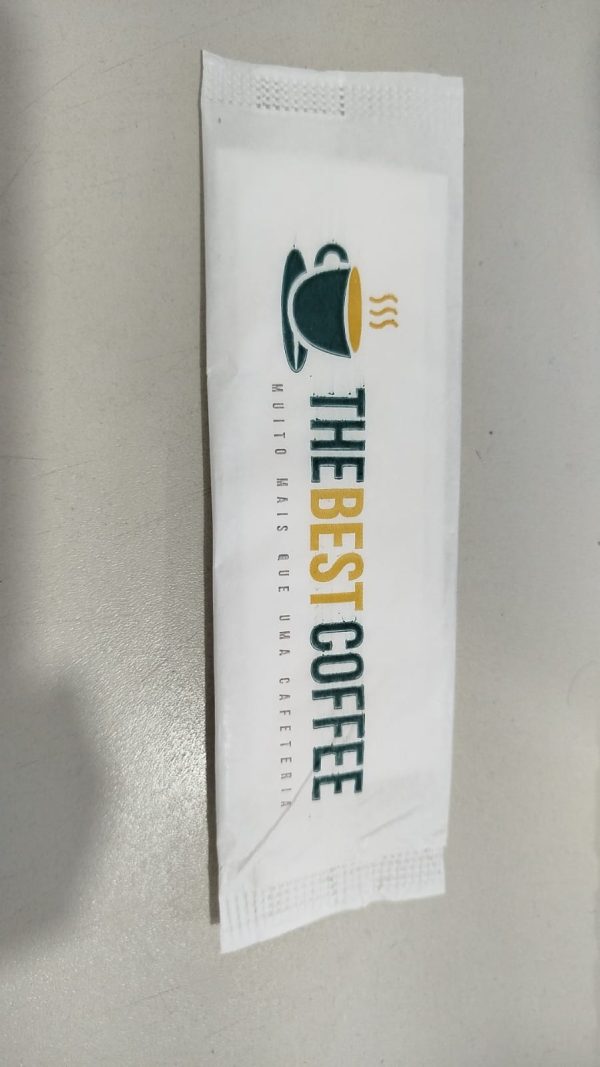 THE BEST COFFEE
MUITO MAIS QUE UMA CAFETERIA